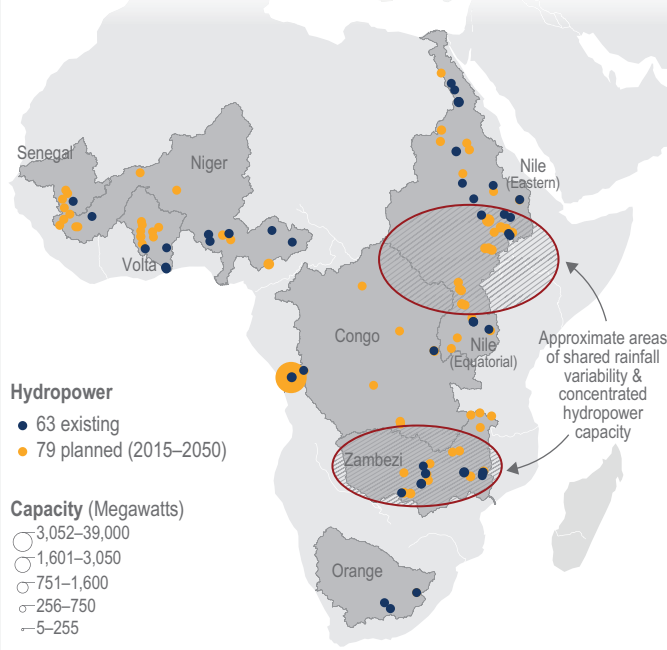 Senegal
Niger
Nile
(Eastern)
Volta
Congo
Nile
(Equatorial)
Approximate areas
of shared rainfall
variability &
concentrated
hydropower
capacity
Hydropower
63 existing
79 planned (2015–2050)
Zambezi
Capacity (Megawatts)
3,052–39,000
1,601–3,050
751–1,600
256–750
5–255
Orange